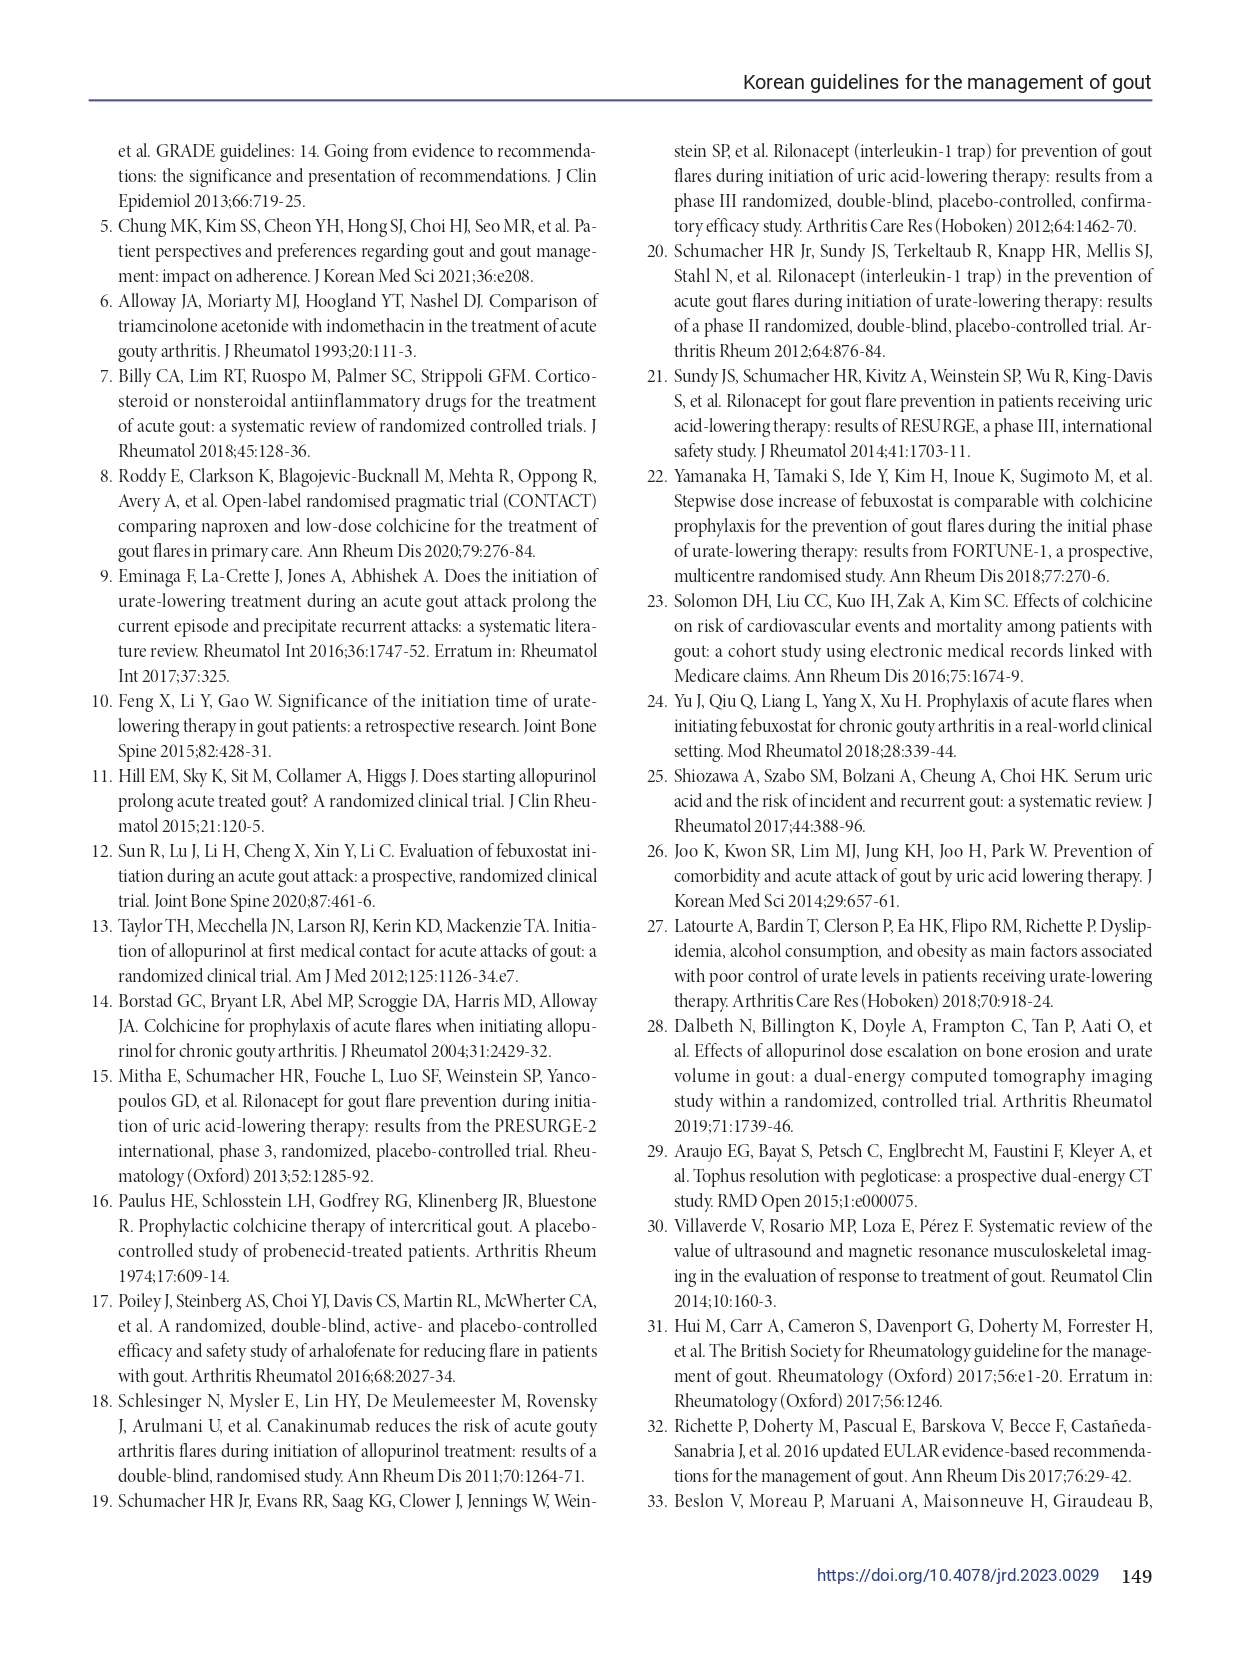 Korean guidelines for the management of gout
et al. GRADE guidelines: 14. Going from evidence to recommenda-
tions: the significance and presentation of recommendations. J Clin
Epidemiol 2013;66:719-25.
5. Chung MK, Kim SS, Cheon YH, Hong SJ, Choi HJ, Seo MR, et al. Pa-
tient perspectives and preferences regarding gout and gout manage-
ment: impact on adherence. J Korean Med Sci 2021;36:e208.
6. Alloway JA, Moriarty MJ, Hoogland YT, Nashel DJ. Comparison of
triamcinolone acetonide with indomethacin in the treatment of acute
gouty arthritis. J Rheumatol 1993;20:111-3.
7. Billy CA, Lim RT, Ruospo M, Palmer SC, Strippoli GFM. Cortico-
steroid or nonsteroidal antiinflammatory drugs for the treatment
of acute gout: a systematic review of randomized controlled trials. J
Rheumatol 2018;45:128-36.
8. Roddy E, Clarkson K, Blagojevic-Bucknall M, Mehta R, Oppong R,
Avery A, et al. Open-label randomised pragmatic trial (CONTACT)
comparing naproxen and low-dose colchicine for the treatment of
gout flares in primary care. Ann Rheum Dis 2020;79:276-84.
9. Eminaga F, La-Crette J, Jones A, Abhishek A. Does the initiation of
urate-lowering treatment during an acute gout attack prolong the
current episode and precipitate recurrent attacks: a systematic litera-
ture review. Rheumatol Int 2016;36:1747-52. Erratum in: Rheumatol
Int 2017;37:325.
10. Feng X, Li Y, Gao W. Significance of the initiation time of urate-
lowering therapy in gout patients: a retrospective research. Joint Bone
Spine 2015;82:428-31.
11. Hill EM, Sky K, Sit M, Collamer A, Higgs J. Does starting allopurinol
prolong acute treated gout? A randomized clinical trial. J Clin Rheu-
matol 2015;21:120-5.
12. Sun R, Lu J, Li H, Cheng X, Xin Y, Li C. Evaluation of febuxostat ini-
tiation during an acute gout attack: a prospective, randomized clinical
trial. Joint Bone Spine 2020;87:461-6.
13. Taylor TH, Mecchella JN, Larson RJ, Kerin KD, Mackenzie TA. Initia-
tion of allopurinol at first medical contact for acute attacks of gout: a
randomized clinical trial. Am J Med 2012;125:1126-34.e7.
14. Borstad GC, Bryant LR, Abel MP, Scroggie DA, Harris MD, Alloway
JA. Colchicine for prophylaxis of acute flares when initiating allopu-
rinol for chronic gouty arthritis. J Rheumatol 2004;31:2429-32.
15. Mitha E, Schumacher HR, Fouche L, Luo SF, Weinstein SP, Yanco-
poulos GD, et al. Rilonacept for gout flare prevention during initia-
tion of uric acid-lowering therapy: results from the PRESURGE-2
international, phase 3, randomized, placebo-controlled trial. Rheu-
matology (Oxford) 2013;52:1285-92.
16. Paulus HE, Schlosstein LH, Godfrey RG, Klinenberg JR, Bluestone
R. Prophylactic colchicine therapy of intercritical gout. A placebo-
controlled study of probenecid-treated patients. Arthritis Rheum
1974;17:609-14.
17. Poiley J, Steinberg AS, Choi YJ, Davis CS, Martin RL, McWherter CA,
et al. A randomized, double-blind, active- and placebo-controlled
efficacy and safety study of arhalofenate for reducing flare in patients
with gout. Arthritis Rheumatol 2016;68:2027-34.
18. Schlesinger N, Mysler E, Lin HY, De Meulemeester M, Rovensky
J, Arulmani U, et al. Canakinumab reduces the risk of acute gouty
arthritis flares during initiation of allopurinol treatment: results of a
double-blind, randomised study. Ann Rheum Dis 2011;70:1264-71.
19. Schumacher HR Jr, Evans RR, Saag KG, Clower J, Jennings W, Wein-
stein SP, et al. Rilonacept (interleukin-1 trap) for prevention of gout
flares during initiation of uric acid-lowering therapy: results from a
phase III randomized, double-blind, placebo-controlled, confirma-
tory efficacy study. Arthritis Care Res (Hoboken) 2012;64:1462-70.
20. Schumacher HR Jr, Sundy JS, Terkeltaub R, Knapp HR, Mellis SJ,
Stahl N, et al. Rilonacept (interleukin-1 trap) in the prevention of
acute gout flares during initiation of urate-lowering therapy: results
of a phase II randomized, double-blind, placebo-controlled trial. Ar-
thritis Rheum 2012;64:876-84.
21. Sundy JS, Schumacher HR, Kivitz A, Weinstein SP, Wu R, King-Davis
S, et al. Rilonacept for gout flare prevention in patients receiving uric
acid-lowering therapy: results of RESURGE, a phase III, international
safety study. J Rheumatol 2014;41:1703-11.
22. Yamanaka H, Tamaki S, Ide Y, Kim H, Inoue K, Sugimoto M, et al.
Stepwise dose increase of febuxostat is comparable with colchicine
prophylaxis for the prevention of gout flares during the initial phase
of urate-lowering therapy: results from FORTUNE-1, a prospective,
multicentre randomised study. Ann Rheum Dis 2018;77:270-6.
23. Solomon DH, Liu CC, Kuo IH, Zak A, Kim SC. Effects of colchicine
on risk of cardiovascular events and mortality among patients with
gout: a cohort study using electronic medical records linked with
Medicare claims. Ann Rheum Dis 2016;75:1674-9.
24. Yu J, Qiu Q, Liang L, Yang X, Xu H. Prophylaxis of acute flares when
initiating febuxostat for chronic gouty arthritis in a real-world clinical
setting. Mod Rheumatol 2018;28:339-44.
25. Shiozawa A, Szabo SM, Bolzani A, Cheung A, Choi HK. Serum uric
acid and the risk of incident and recurrent gout: a systematic review. J
Rheumatol 2017;44:388-96.
26. Joo K, Kwon SR, Lim MJ, Jung KH, Joo H, Park W. Prevention of
comorbidity and acute attack of gout by uric acid lowering therapy. J
Korean Med Sci 2014;29:657-61.
27. Latourte A, Bardin T, Clerson P, Ea HK, Flipo RM, Richette P. Dyslip-
idemia, alcohol consumption, and obesity as main factors associated
with poor control of urate levels in patients receiving urate-lowering
therapy. Arthritis Care Res (Hoboken) 2018;70:918-24.
28. Dalbeth N, Billington K, Doyle A, Frampton C, Tan P, Aati O, et
al. Effects of allopurinol dose escalation on bone erosion and urate
volume in gout: a dual-energy computed tomography imaging
study within a randomized, controlled trial. Arthritis Rheumatol
2019;71:1739-46.
29. Araujo EG, Bayat S, Petsch C, Englbrecht M, Faustini F, Kleyer A, et
al. Tophus resolution with pegloticase: a prospective dual-energy CT
study. RMD Open 2015;1:e000075.
30. Villaverde V, Rosario MP, Loza E, Pérez F. Systematic review of the
value of ultrasound and magnetic resonance musculoskeletal imag-
ing in the evaluation of response to treatment of gout. Reumatol Clin
2014;10:160-3.
31. Hui M, Carr A, Cameron S, Davenport G, Doherty M, Forrester H,
et al. The British Society for Rheumatology guideline for the manage-
ment of gout. Rheumatology (Oxford) 2017;56:e1-20. Erratum in:
Rheumatology (Oxford) 2017;56:1246.
32. Richette P, Doherty M, Pascual E, Barskova V, Becce F, Castañeda-
Sanabria J, et al. 2016 updated EULAR evidence-based recommenda-
tions for the management of gout. Ann Rheum Dis 2017;76:29-42.
33. Beslon V, Moreau P, Maruani A, Maisonneuve H, Giraudeau B,
https://doi.org/10.4078/jrd.2023.0029 149